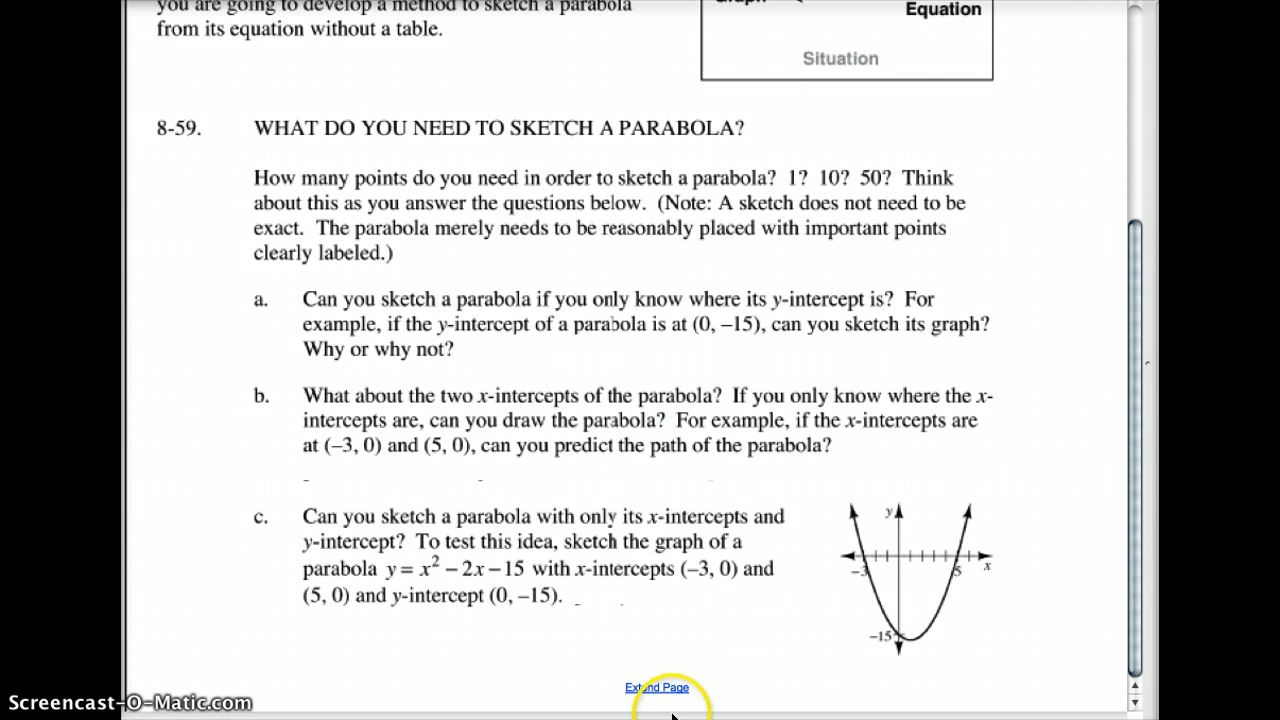 you are going to develop a method to sketch a parabola
from its equation without a table.
Graph
Equation
Situation
8-59. WHAT DO YOU NEED TO SKETCH A PARABOLA?
How many points do you need in order to sketch a parabola? 1? 10? 50? Think
about this as you answer the questions below. (Note: A sketch does not need to be
exact. The parabola merely needs to be reasonably placed with important points
clearly labeled.)
a. Can you sketch a parabola if you only know where its y-intercept is? For
example, if the y-intercept of a parabola is at (0, –15), can you sketch its graph?
Why or why not?
b. What about the two x-intercepts of the parabola? If you only know where the x-
intercepts are, can you draw the parabola? For example, if the x-intercepts are
at (–3, 0) and (5, 0), can you predict the path of the parabola?
c. Can you sketch a parabola with only its x-intercepts and
y-intercept? To test this idea, sketch the graph of a
parabola y = x² – 2x – 15 with x-intercepts (–3, 0) and
(5, 0) and y-intercept (0, –15).
y
–3 5 x
–15
Extend Page
Screencast-O-Matic.com